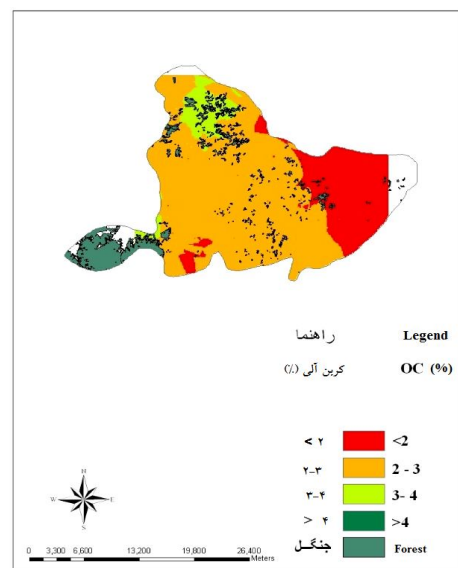 راهنما Legend
کربن آلی (٪) OC (%)
< ۲ <2
۲-۳ 2 - 3
۳-۴ 3- 4
> ۴ >4
جنگل Forest
N
W E
S
0 3,300 6,600 13,200 19,800 26,400
Meters